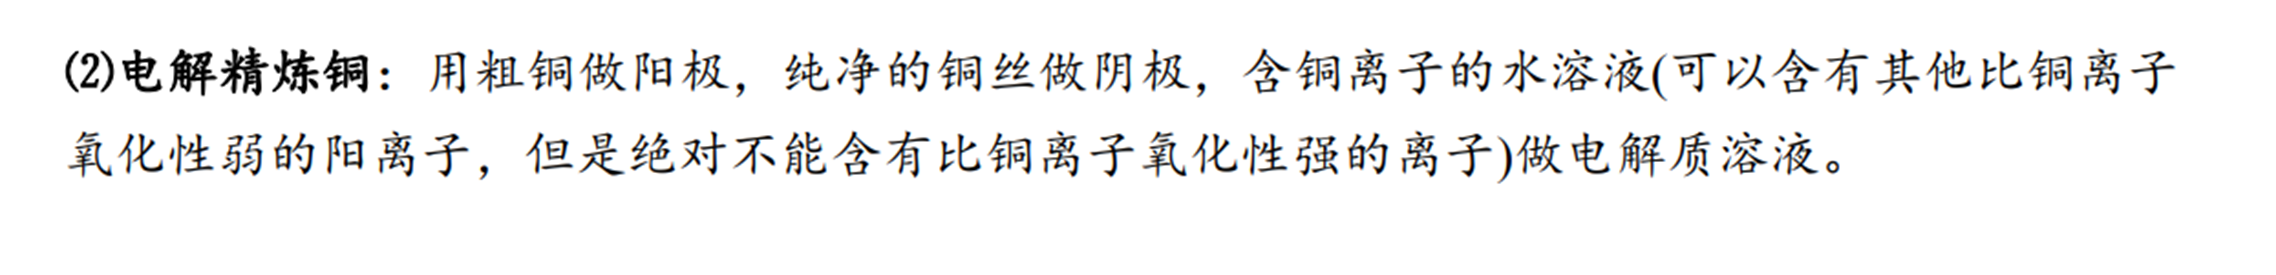 (2)电解精炼铜：用粗铜做阳极，纯净的铜丝做阴极，含铜离子的水溶液(可以含有其他比铜离子
氧化性弱的阳离子，但是绝对不能含有比铜离子氧化性强的离子)做电解质溶液。